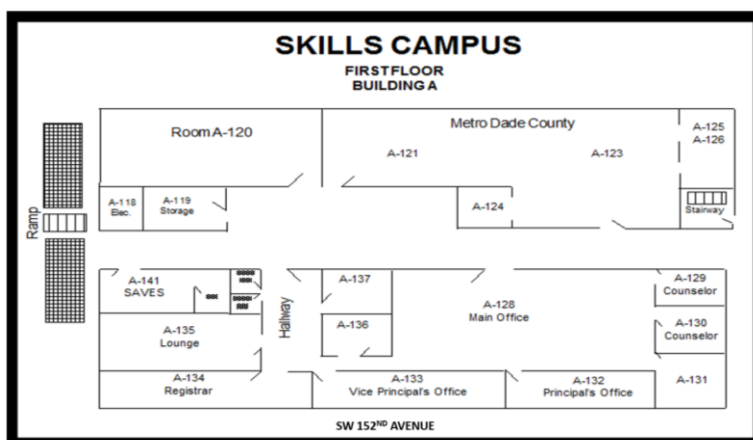 SKILLS CAMPUS
FIRST FLOOR
BUILDING A
Room A-120
Metro Dade County
A-121
A-123
A-125
A-126
A-118
Elec.
A-119
Storage
A-124
Stairway
Ramp
A-141
SAVES
A-137
A-128
Main Office
A-129
Counselor
Hallway
A-136
A-135
Lounge
A-130
Counselor
A-134
Registrar
A-133
Vice Principal's Office
A-132
Principal's Office
A-131
SW 152ND AVENUE